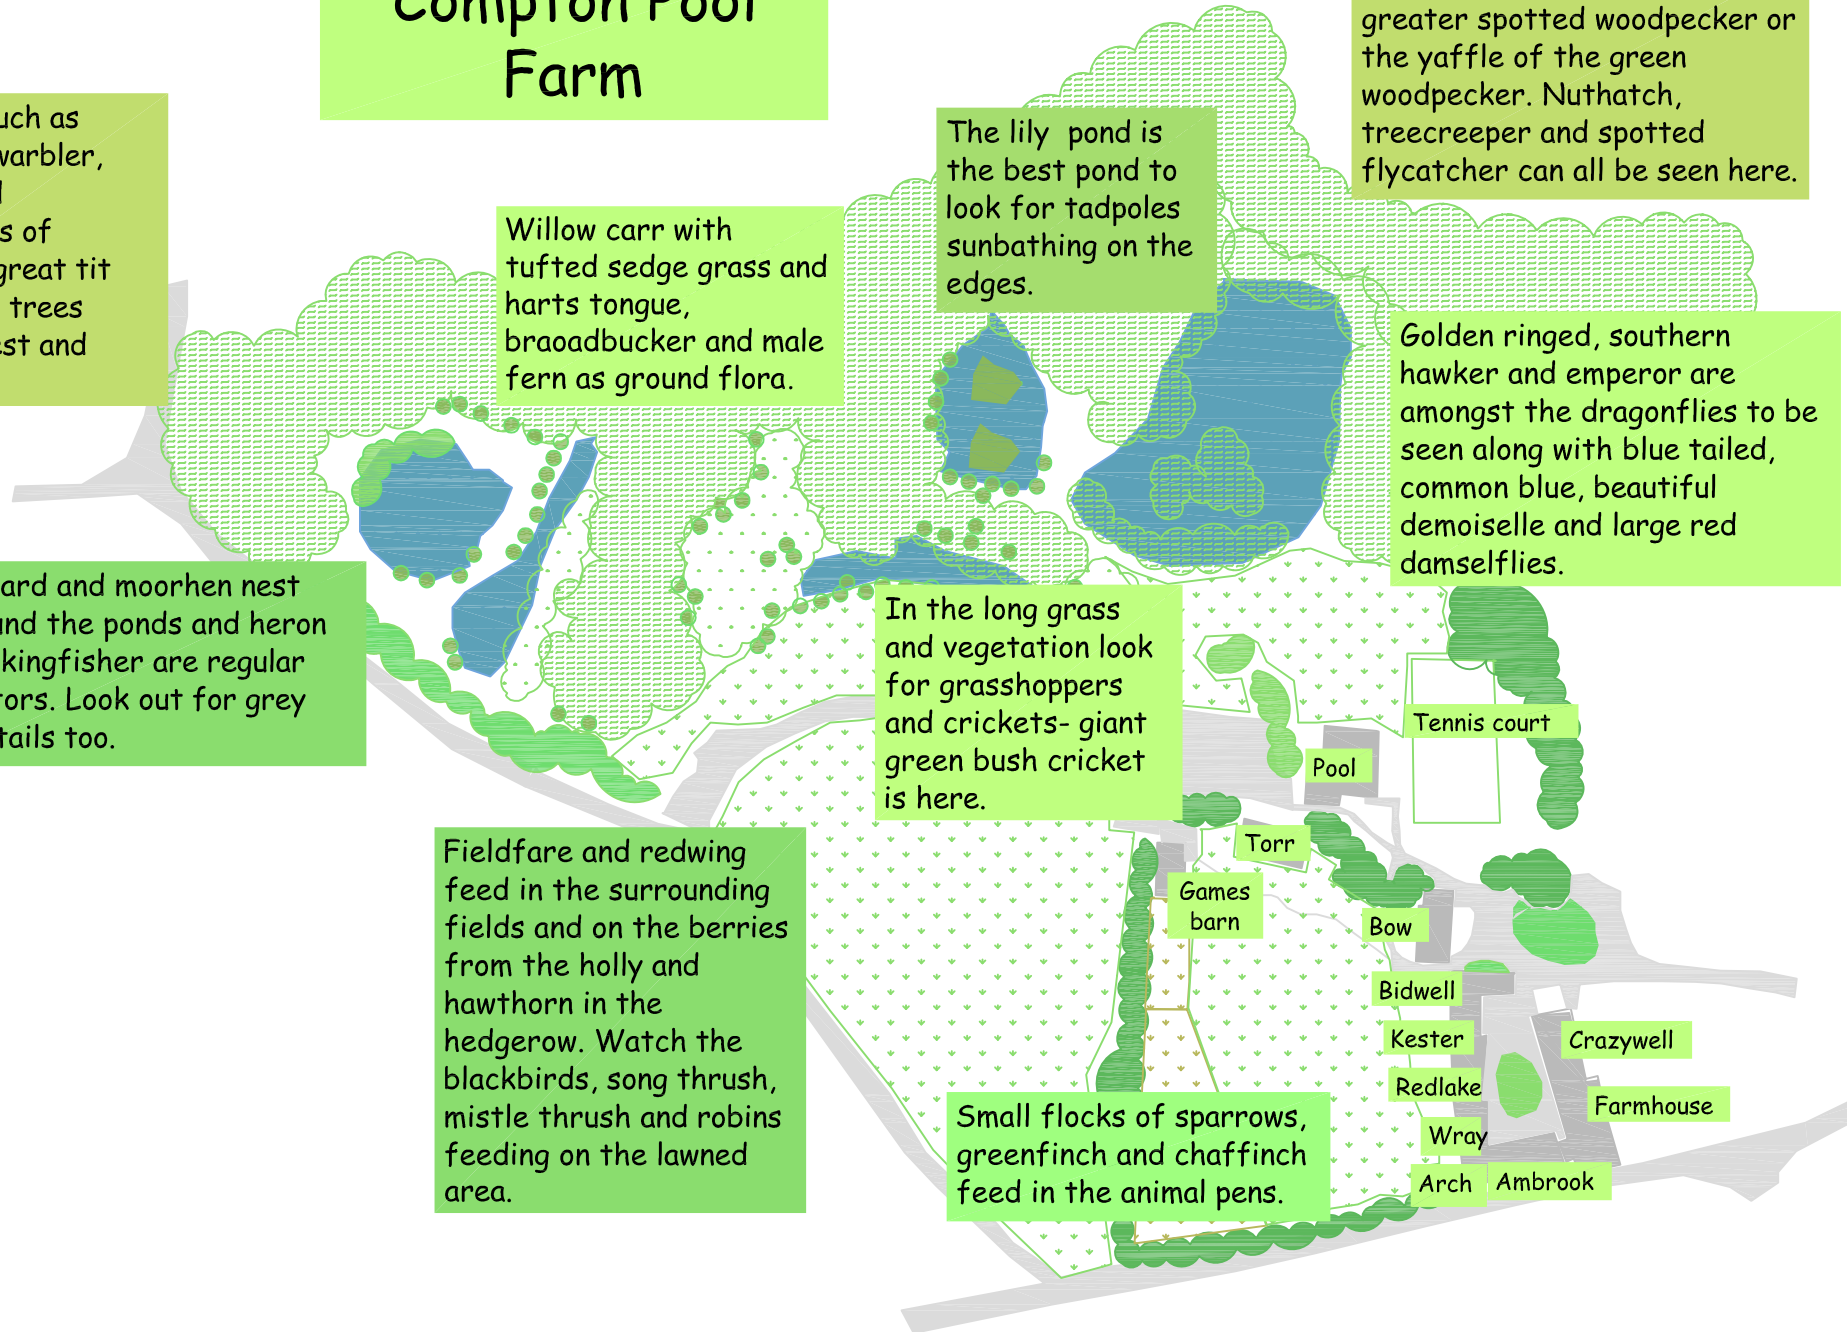 Compton Pool
Farm
greater spotted woodpecker or
the yaffle of the green
woodpecker. Nuthatch,
treecreeper and spotted
flycatcher can all be seen here.
uch as
warbler,
s of
great tit
trees
est and
The lily pond is
the best pond to
look for tadpoles
sunbathing on the
edges.
Willow carr with
tufted sedge grass and
harts tongue,
braoadbucker and male
fern as ground flora.
Golden ringed, southern
hawker and emperor are
amongst the dragonflies to be
seen along with blue tailed,
common blue, beautiful
demoiselle and large red
damselflies.
ard and moorhen nest
und the ponds and heron
kingfisher are regular
tors. Look out for grey
tails too.
In the long grass
and vegetation look
for grasshoppers
and crickets- giant
green bush cricket
is here.
Tennis court
Pool
Torr
Games
barn
Bow
Bidwell
Kester
Crazywell
Redlake
Farmhouse
Wray
Arch
Ambrook
Fieldfare and redwing
feed in the surrounding
fields and on the berries
from the holly and
hawthorn in the
hedgerow. Watch the
blackbirds, song thrush,
mistle thrush and robins
feeding on the lawned
area.
Small flocks of sparrows,
greenfinch and chaffinch
feed in the animal pens.